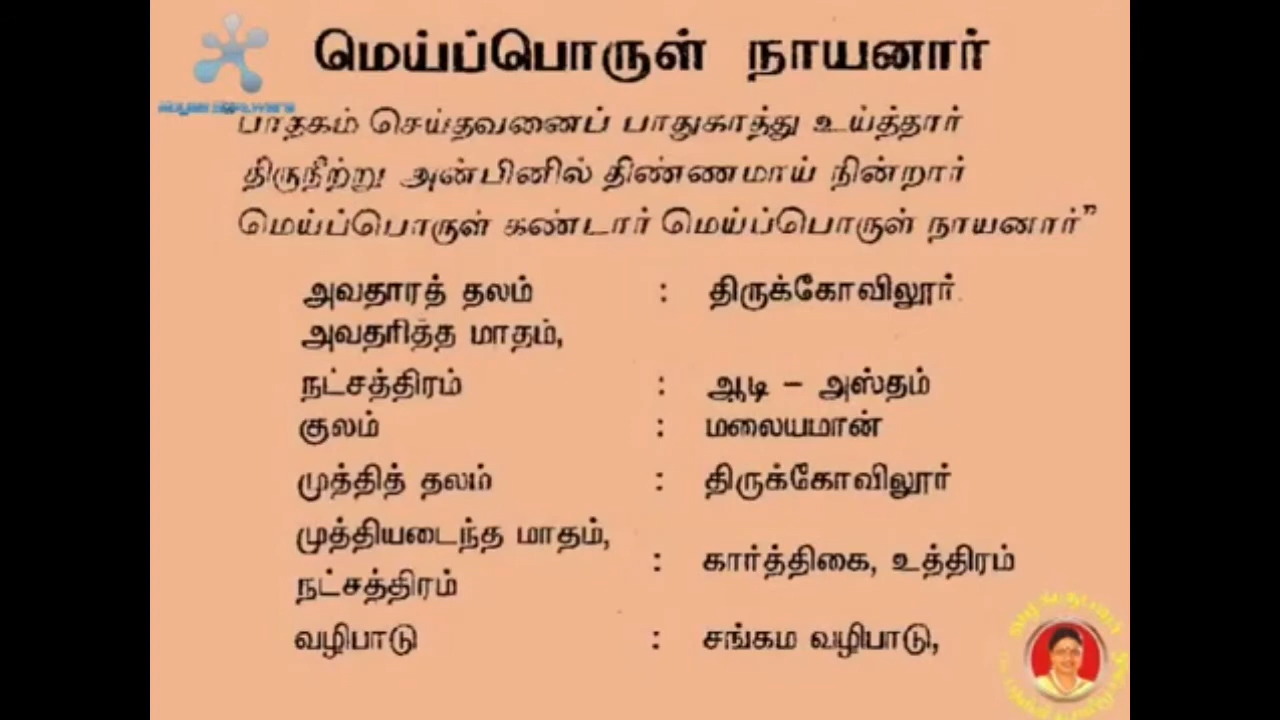 மெய்ப்பொருள் நாயனார்
பாதகம் செய்தவனைப் பாதுகாத்து உய்த்தார்
திருநீற்று அன்பினில் திண்ணமாய் நின்றார்
மெய்ப்பொருள் கண்டார் மெய்ப்பொருள் நாயனார்”
அவதாரத் தலம் : திருக்கோவிலூர்.
அவதரித்த மாதம்,
நட்சத்திரம் : ஆடி – அஸ்தம்
குலம் : மலையமான்
முத்தித் தலம் : திருக்கோவிலூர்
முத்தியடைந்த மாதம்,
நட்சத்திரம் : கார்த்திகை, உத்திரம்
வழிபாடு : சங்கம வழிபாடு,